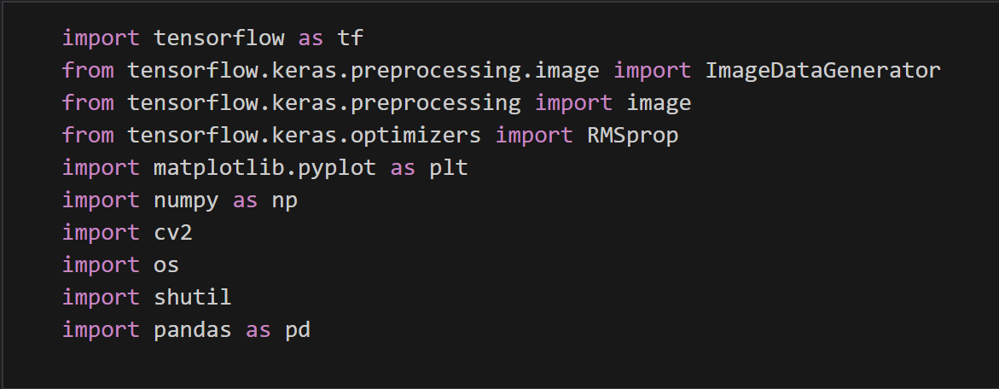 import tensorflow as tf
from tensorflow.keras.preprocessing.image import ImageDataGenerator
from tensorflow.keras.preprocessing import image
from tensorflow.keras.optimizers import RMSprop
import matplotlib.pyplot as plt
import numpy as np
import cv2
import os
import shutil
import pandas as pd